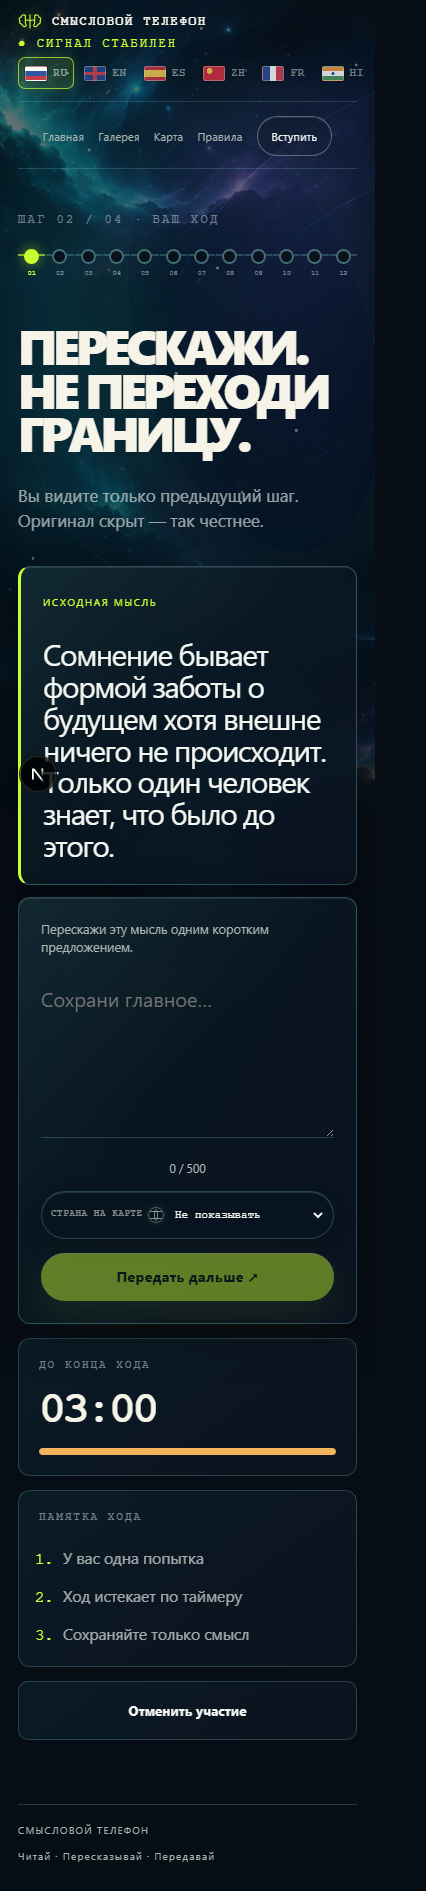 СМЫСЛОВОЙ ТЕЛЕФОН
СИГНАЛ СТАБИЛЕН
RU EN ES ZH FR HI
Главная Галерея Карта Правила Вступить
ШАГ 02 / 04 · ВАШ ХОД
01 02 03 04 05 06 07 08 09 10 11 12
ПЕРЕСКАЖИ.
НЕ ПЕРЕХОДИ
ГРАНИЦУ.
Вы видите только предыдущий шаг.
Оригинал скрыт — так честнее.
ИСХОДНАЯ МЫСЛЬ
Сомнение бывает
формой заботы о
будущем хотя внешне
ничего не происходит.
Только один человек
знает, что было до
этого.
N
Перескажи эту мысль одним коротким
предложением.
Сохрани главное...
0 / 500
СТРАНА НА КАРТЕ Не показывать
Передать дальше ↗
ДО КОНЦА ХОДА
03:00
ПАМЯТКА ХОДА
1. У вас одна попытка
2. Ход истекает по таймеру
3. Сохраняйте только смысл
Отменить участие
СМЫСЛОВОЙ ТЕЛЕФОН
Читай · Пересказывай · Передавай